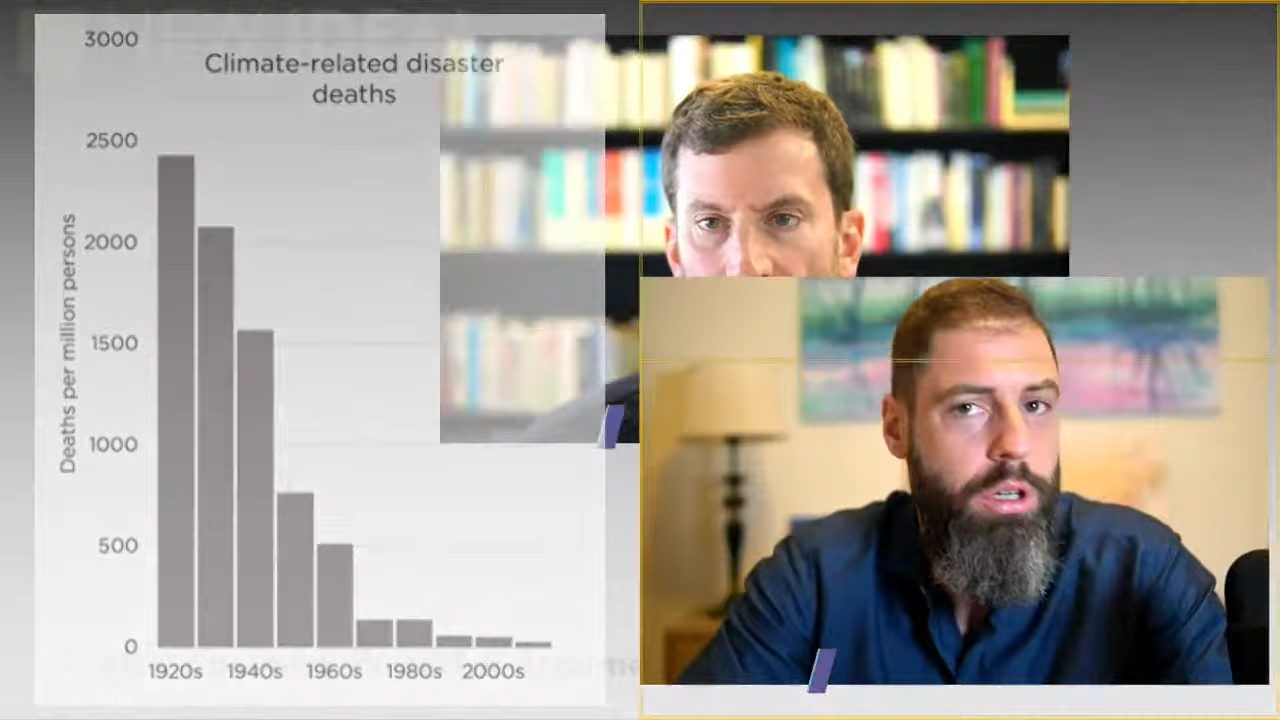 3000
Climate-related disaster
deaths
2500
2000
1500
1000
500
0
Deaths per million persons
1920s 1940s 1960s 1980s 2000s